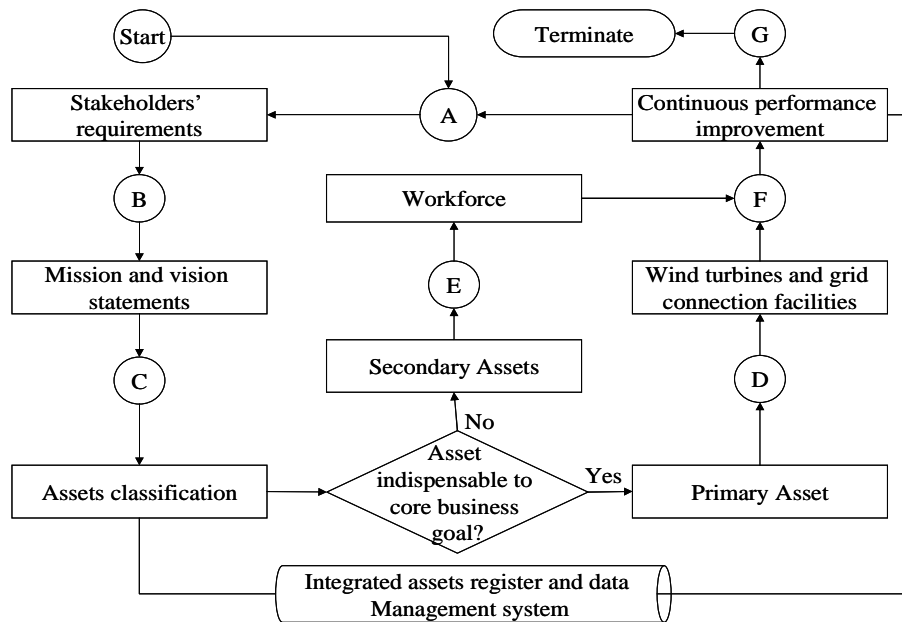 Start
Terminate
G
Stakeholders'
requirements
A
Continuous performance
improvement
B
Workforce
F
Mission and vision
statements
E
Wind turbines and grid
connection facilities
C
Secondary Assets
D
No
Assets classification
Asset
indispensable to
core business
goal?
Yes
Primary Asset
Integrated assets register and data
Management system